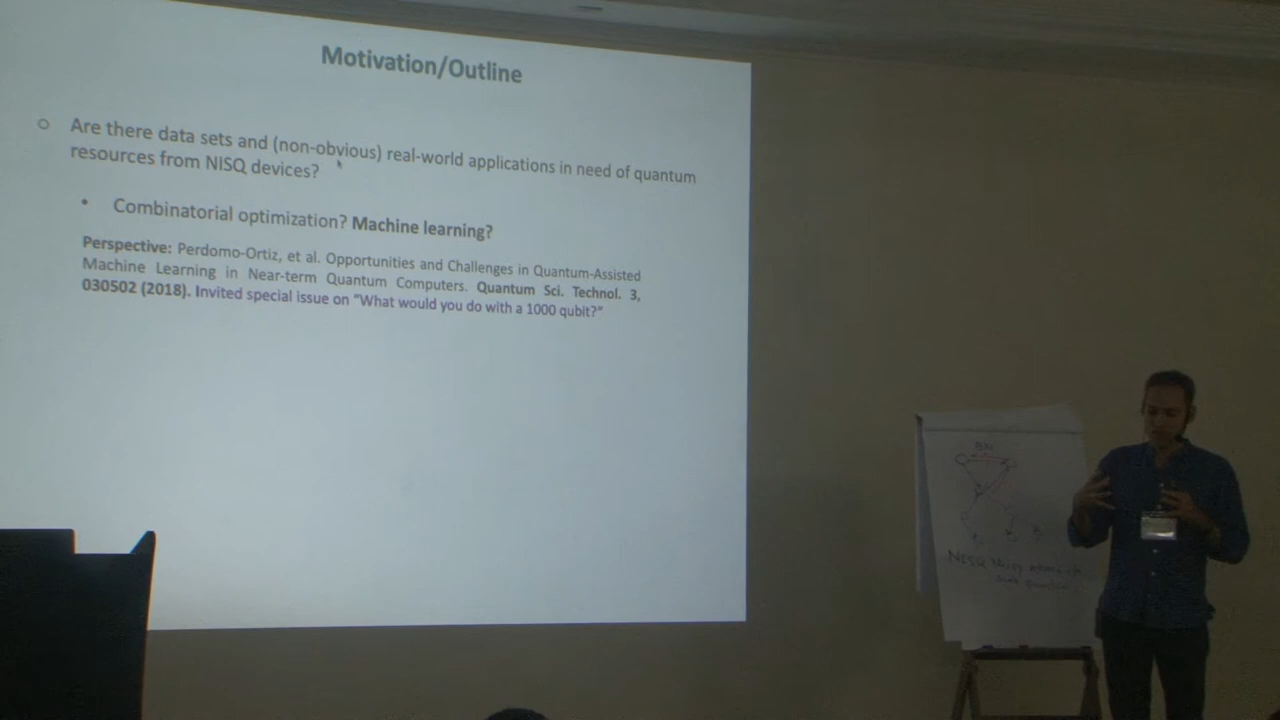 Motivation/Outline
Are there data sets and (non-obvious) real-world applications in need of quantum
resources from NISQ devices?
Combinatorial optimization? Machine learning?
Perspective: Perdomo-Ortiz, et al. Opportunities and Challenges in Quantum-Assisted
Machine Learning in Near-term Quantum Computers. Quantum Sci. Technol. 3,
030502 (2018). Invited special issue on "What would you do with a 1000 qubit?"
NISQ